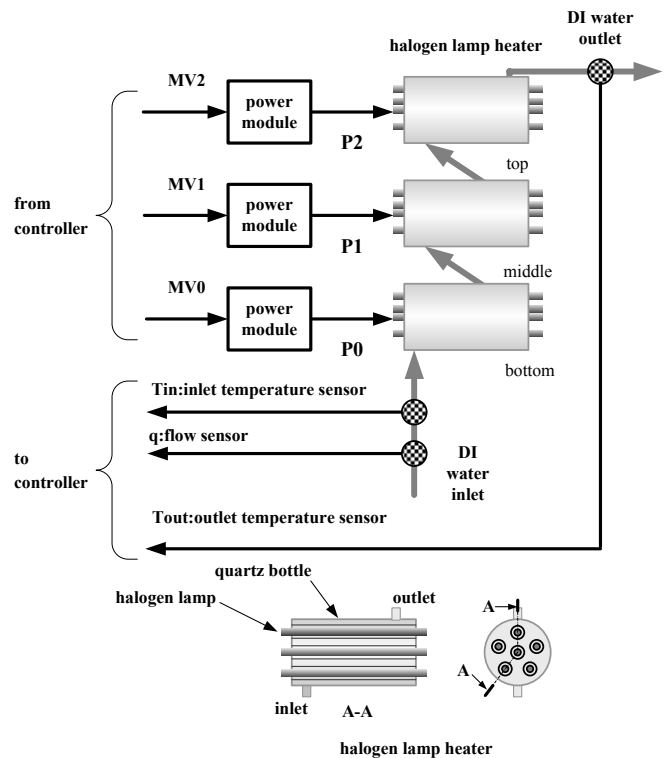 DI water
outlet
halogen lamp heater
MV2
power
module
P2
top
MV1
power
module
P1
from
controller
middle
MV0
power
module
P0
bottom
Tin:inlet temperature sensor
q:flow sensor
to
controller
DI
water
inlet
Tout:outlet temperature sensor
quartz bottle
halogen lamp
outlet
A
A
inlet
A-A
halogen lamp heater